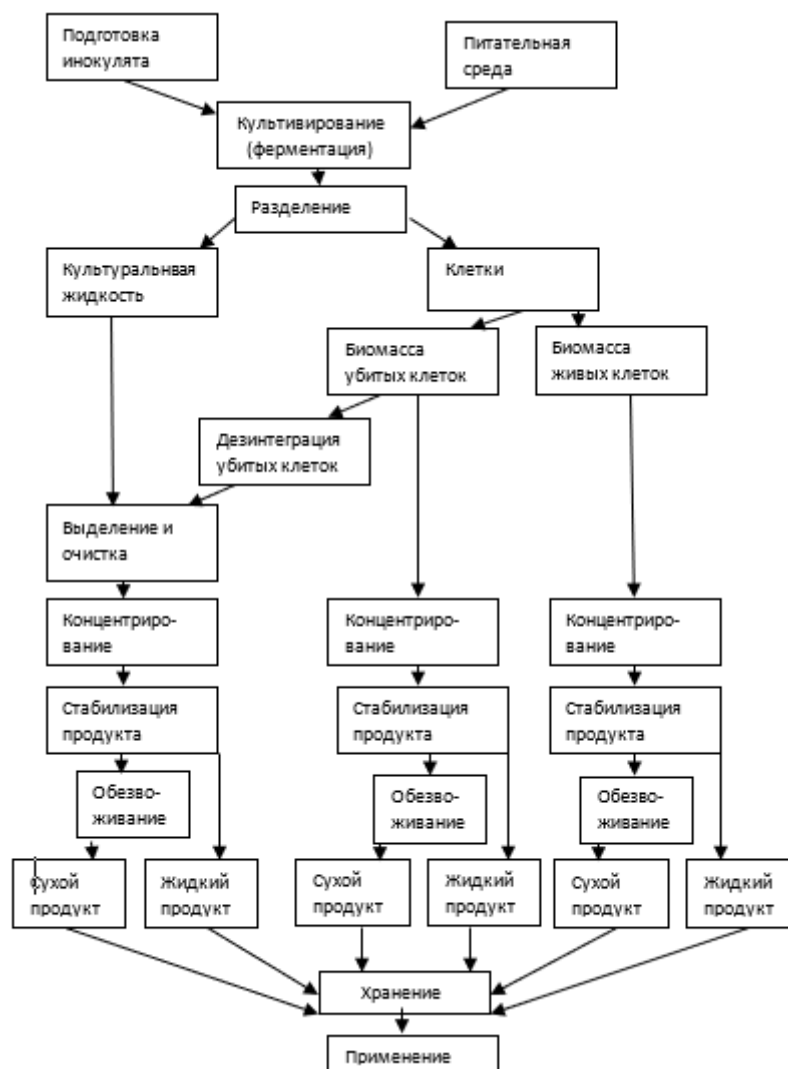 Подготовка
инокулята
Питательная
среда
Культивирование
(ферментация)
Разделение
Культуральнвая
жидкость
Клетки
Биомасса
убитых клеток
Биомасса
живых клеток
Дезинтеграция
убитых клеток
Выделение и
очистка
Концентриро-
вание
Концентриро-
вание
Концентриро-
вание
Стабилизация
продукта
Стабилизация
продукта
Стабилизация
продукта
Обезво-
живание
Обезво-
живание
Обезво-
живание
Сухой
продукт
Жидкий
продукт
Сухой
продукт
Жидкий
продукт
Сухой
продукт
Жидкий
продукт
Хранение
Применение